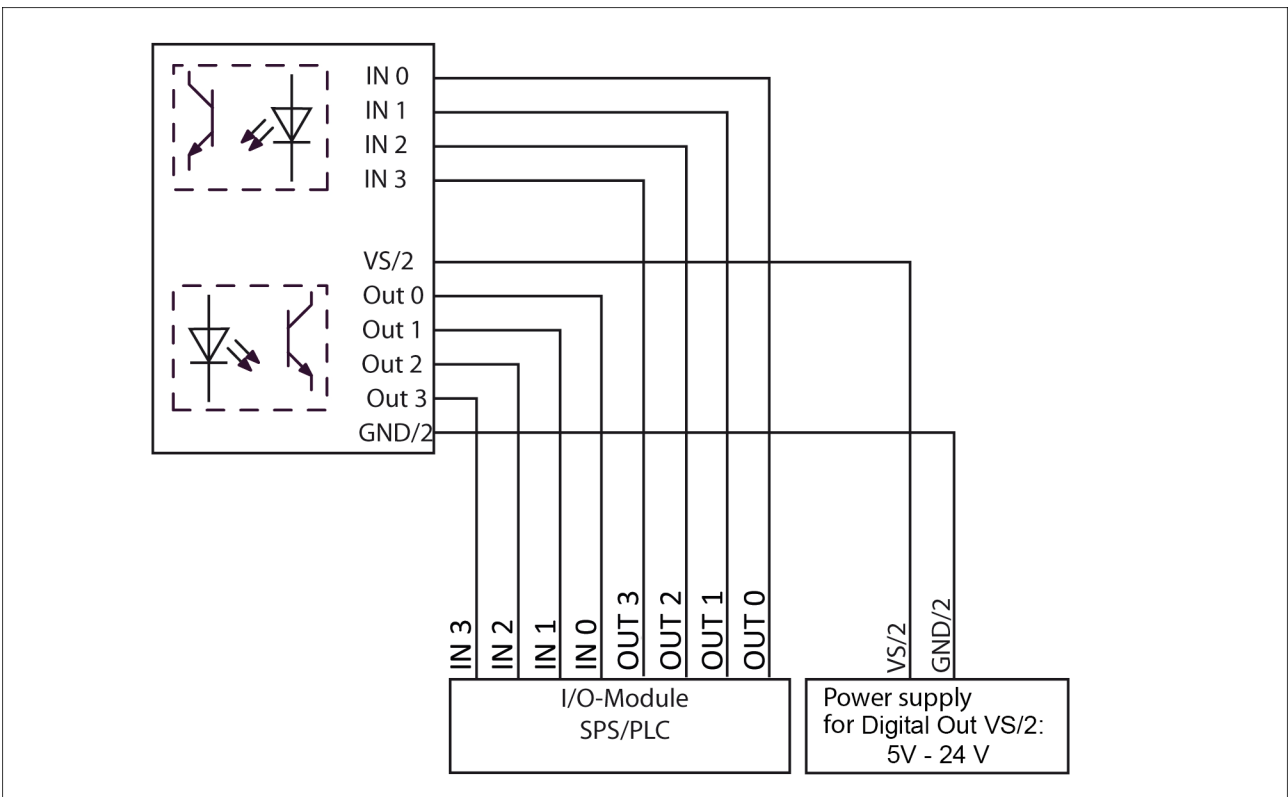 IN 0
IN 1
IN 2
IN 3
VS/2
Out 0
Out 1
Out 2
Out 3
GND/2
IN 3
IN 2
IN 1
IN 0
OUT 3
OUT 2
OUT 1
OUT 0
VS/2
GND/2
I/O-Module
SPS/PLC
Power supply
for Digital Out VS/2:
5V - 24 V